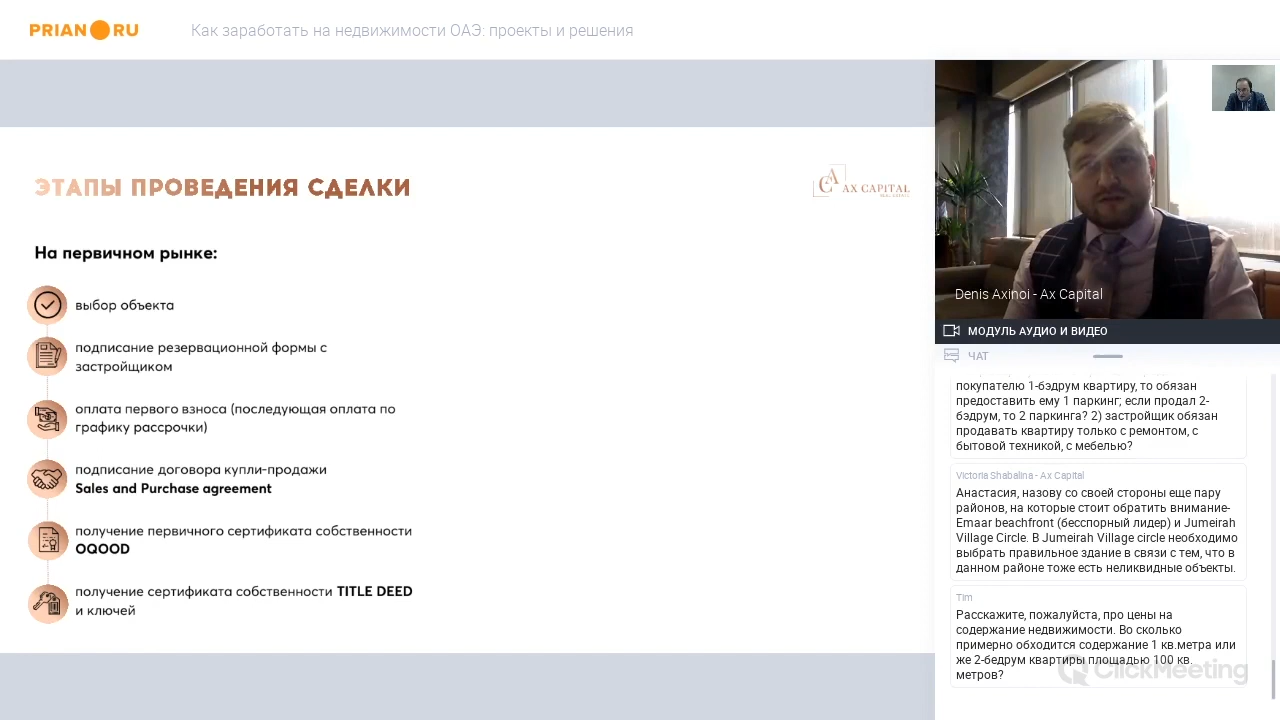 PRIAN RU
Как заработать на недвижимости ОАЭ: проекты и решения
ЭТАПЫ ПРОВЕДЕНИЯ СДЕЛКИ
CA AX CAPITAL
На первичном рынке:
выбор объекта
подписание резервационной формы с
застройщиком
оплата первого взноса (последующая оплата по
графику рассрочки)
подписание договора купли-продажи
Sales and Purchase agreement
получение первичного сертификата собственности
OQOOD
получение сертификата собственности TITLE DEED
и ключей
Denis Axinoi - Ax Capital
МОДУЛЬ АУДИО И ВИДЕО
ЧАТ
покупателю 1-бэдрум квартиру, то обязан
предоставить ему 1 паркинг; если продал 2-
бэдрум, то 2 паркинга? 2) застройщик обязан
продавать квартиру только с ремонтом, с
бытовой техникой, с мебелью?
Victoria Shabalina - Ax Capital
Анастасия, назову со своей стороны еще пару
районов, на которые стоит обратить внимание-
Emaar beachfront (бесспорный лидер) и Jumeirah
Village Circle. В Jumeirah Village circle необходимо
выбрать правильное здание в связи с тем, что в
данном районе тоже есть неликвидные объекты.
Tim
Расскажите, пожалуйста, про цены на
содержание недвижимости. Во сколько
примерно обходится содержание 1 кв.метра или
же 2-бедрум квартиры площадью 100 кв.
метров?
ClickMeeting